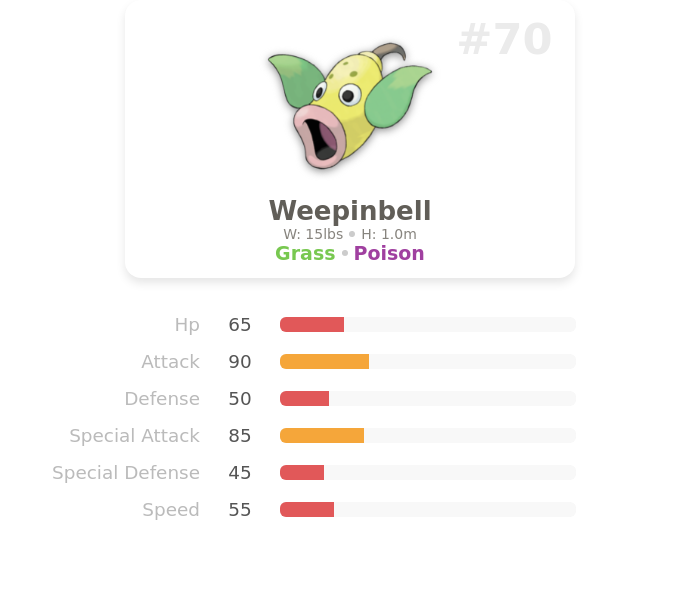 #70
Weepinbell
W: 15lbs • H: 1.0m
Grass • Poison
Hp 65
Attack 90
Defense 50
Special Attack 85
Special Defense 45
Speed 55